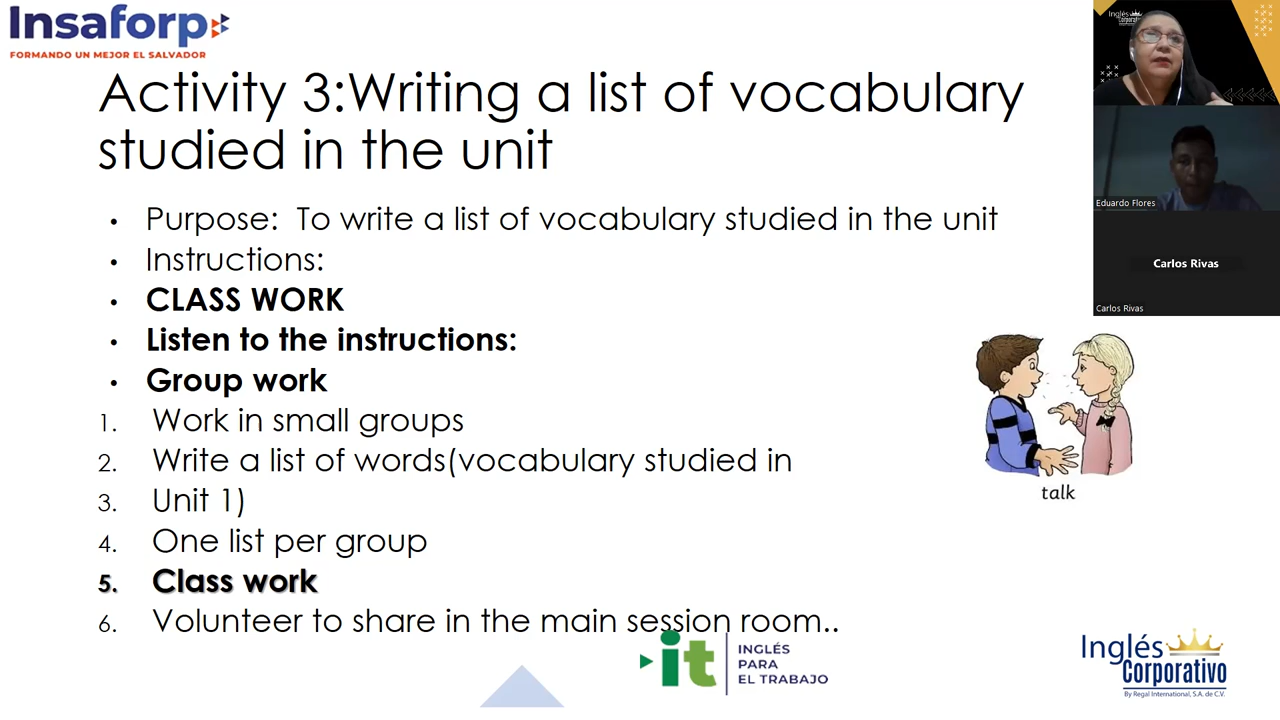 Insaforp
FORMANDO UN MEJOR EL SALVADOR
Activity 3:Writing a list of vocabulary
studied in the unit
• Purpose: To write a list of vocabulary studied in the unit
• Instructions:
• CLASS WORK
• Listen to the instructions:
• Group work
1. Work in small groups
2. Write a list of words(vocabulary studied in
3. Unit 1)
4. One list per group
5. Class work
6. Volunteer to share in the main session room..
talk
it
INGLÉS
PARA
EL TRABAJO
Inglés
Corporativo
By Regal International, S.A. de C.V.
Inglés
Corporativo
Eduardo Flores
Carlos Rivas
Carlos Rivas